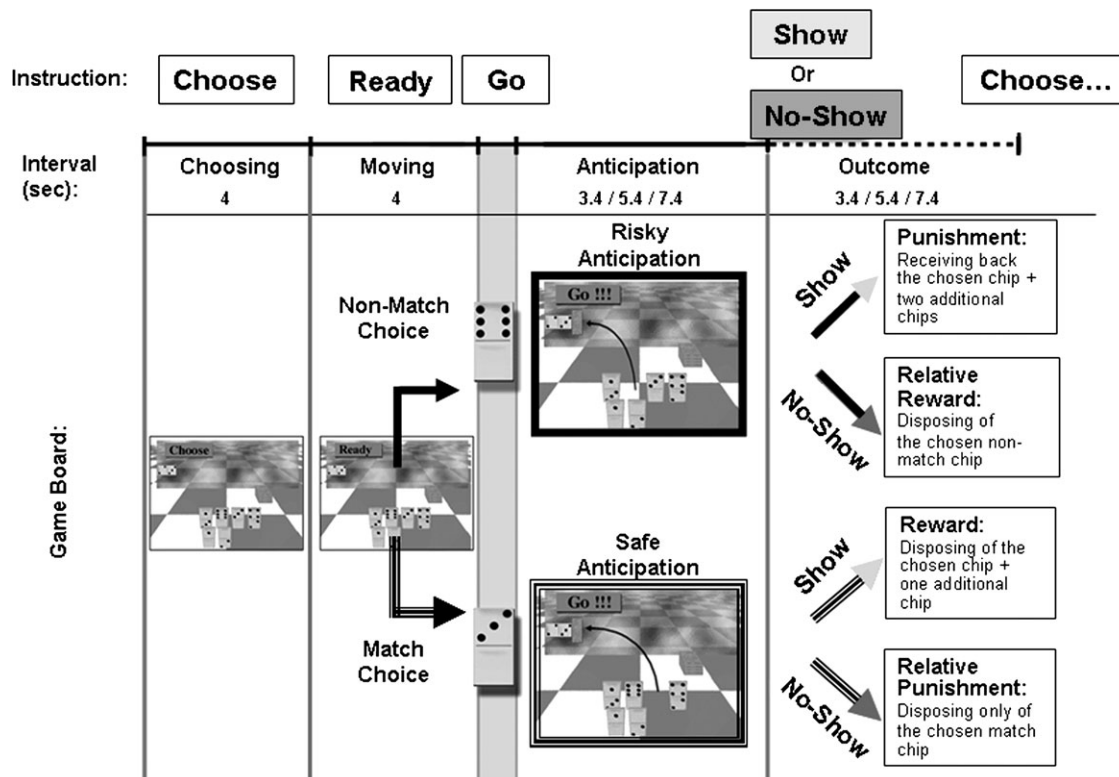 Instruction:
Choose
Ready
Go
Show
Or
No-Show
Choose...
Interval
(sec):
Choosing
Moving
Anticipation
Outcome
4
4
3.4 / 5.4 / 7.4
3.4 / 5.4 / 7.4
Game Board:
Choose
Ready
Non-Match
Choice
Match
Choice
Risky
Anticipation
Go !!!
Safe
Anticipation
Go !!!
Show
Punishment:
Receiving back
the chosen chip +
two additional
chips
No-Show
Relative
Reward:
Disposing of
the chosen non-
match chip
Show
Reward:
Disposing of the
chosen chip +
one additional
chip
No-Show
Relative
Punishment:
Disposing only of
the chosen match
chip